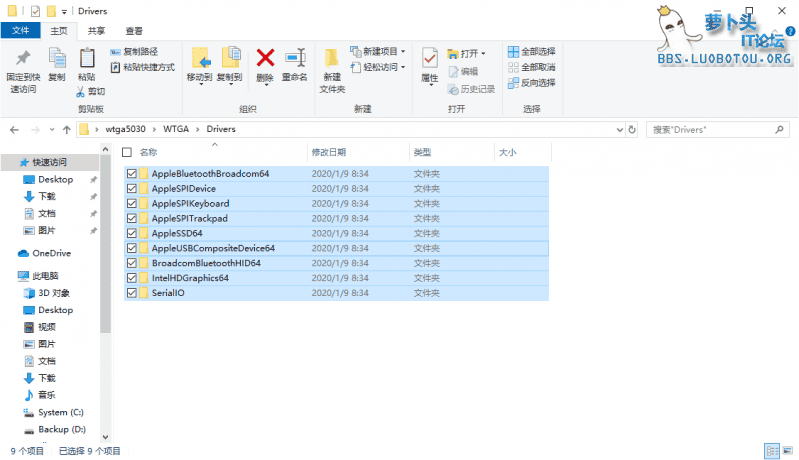 Drivers
文件
主页
共享
查看
萝卜头
IT论坛
BBS.LUOBOTOU.ORG
固定到快
速访问
复制
粘贴
复制路径
粘贴快捷方式
剪切
剪贴板
移动到
复制到
删除
重命名
组织
新建
文件夹
新建项目
轻松访问
新建
属性
打开
编辑
历史记录
打开
全部选择
全部取消
反向选择
选择
wtga5030 > WTGA > Drivers
搜索"Drivers"
快速访问
Desktop
下载
文档
图片
OneDrive
此电脑
3D 对象
Desktop
视频
图片
文档
下载
音乐
System (C:)
Backup (D:)
名称 修改日期 类型 大小
AppleBluetoothBroadcom64 2020/1/9 8:34 文件夹
AppleSPIDevice 2020/1/9 8:34 文件夹
AppleSPIKeyboard 2020/1/9 8:34 文件夹
AppleSPITrackpad 2020/1/9 8:34 文件夹
AppleSSD64 2020/1/9 8:34 文件夹
AppleUSBCompositeDevice64 2020/1/9 8:34 文件夹
BroadcomBluetoothHID64 2020/1/9 8:34 文件夹
IntelHDGraphics64 2020/1/9 8:34 文件夹
SerialIO 2020/1/9 8:34 文件夹
9 个项目 已选择 9 个项目